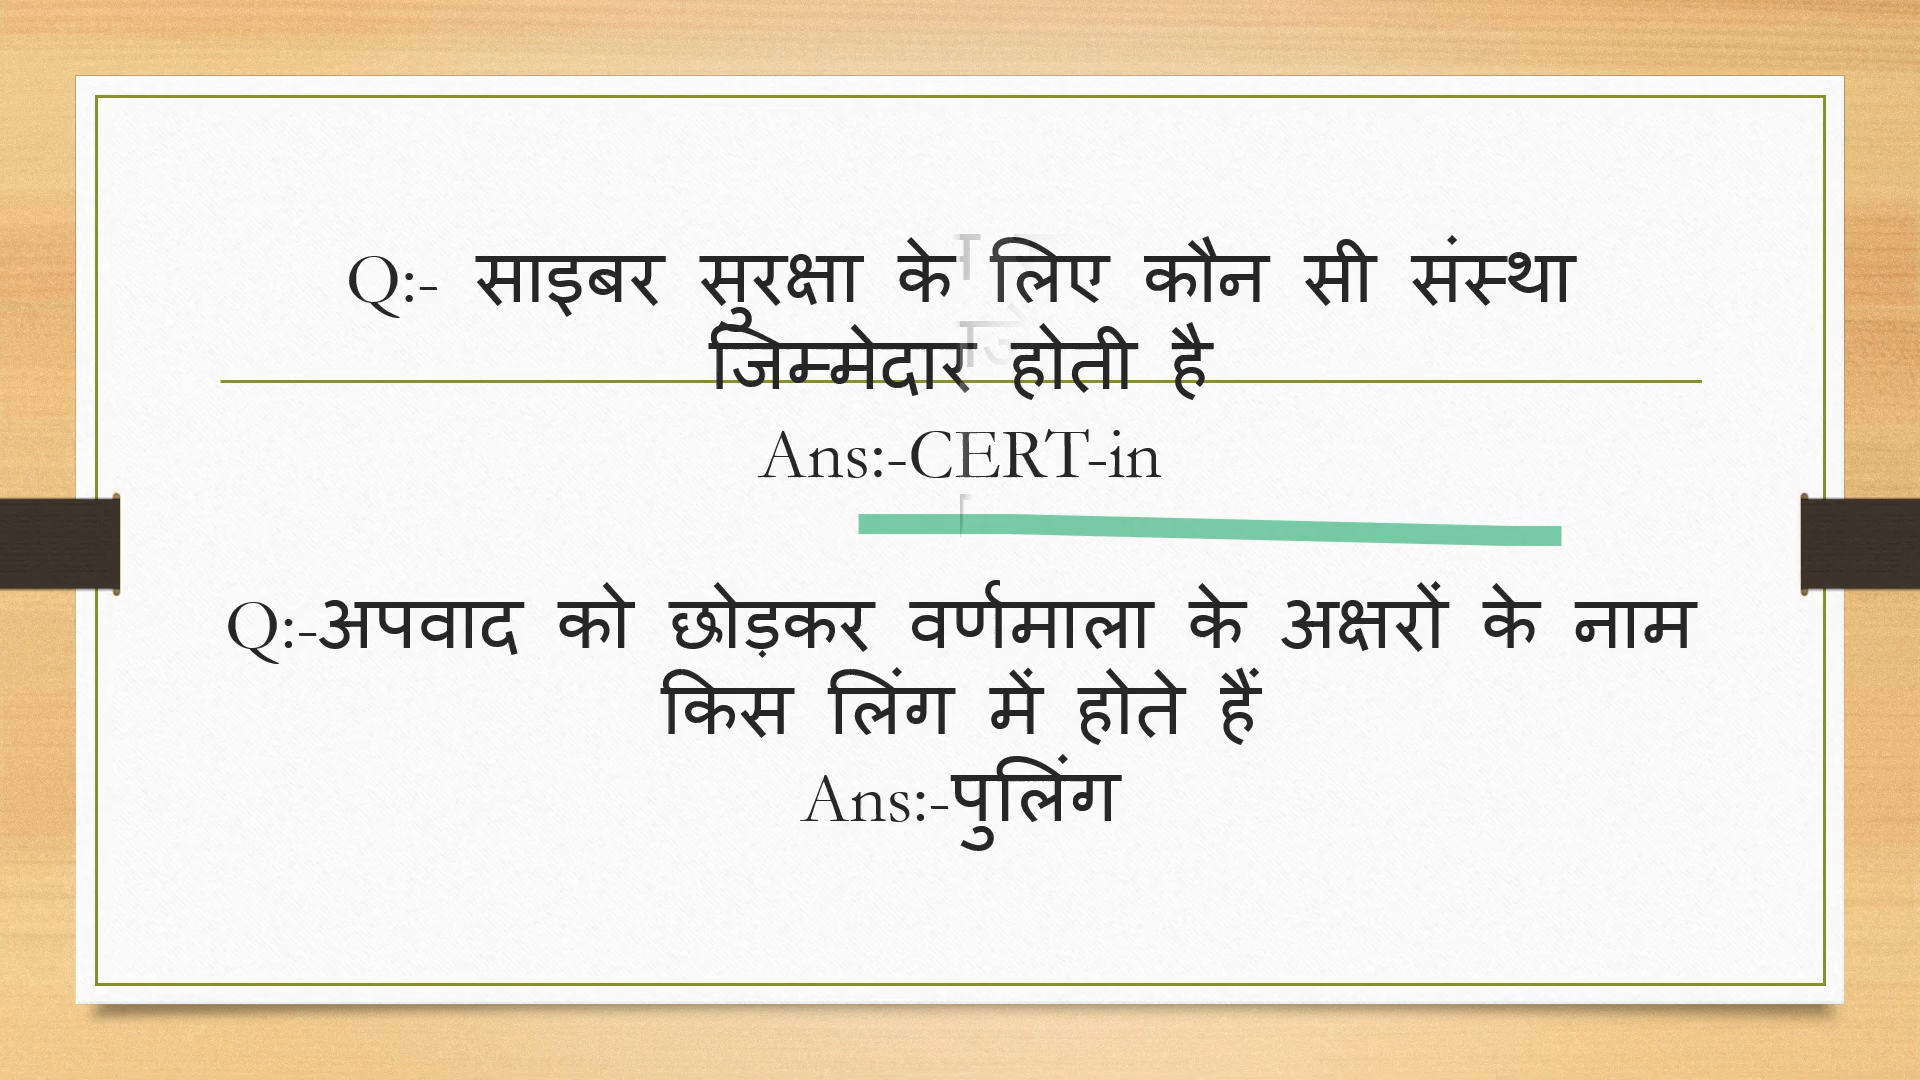 Q:- साइबर सुरक्षा के लिए कौन सी संस्था
जिम्मेदार होती है
Ans:-CERT-in
Q:-अपवाद को छोड़कर वर्णमाला के अक्षरों के नाम
किस लिंग में होते हैं
Ans:-पुलिंग